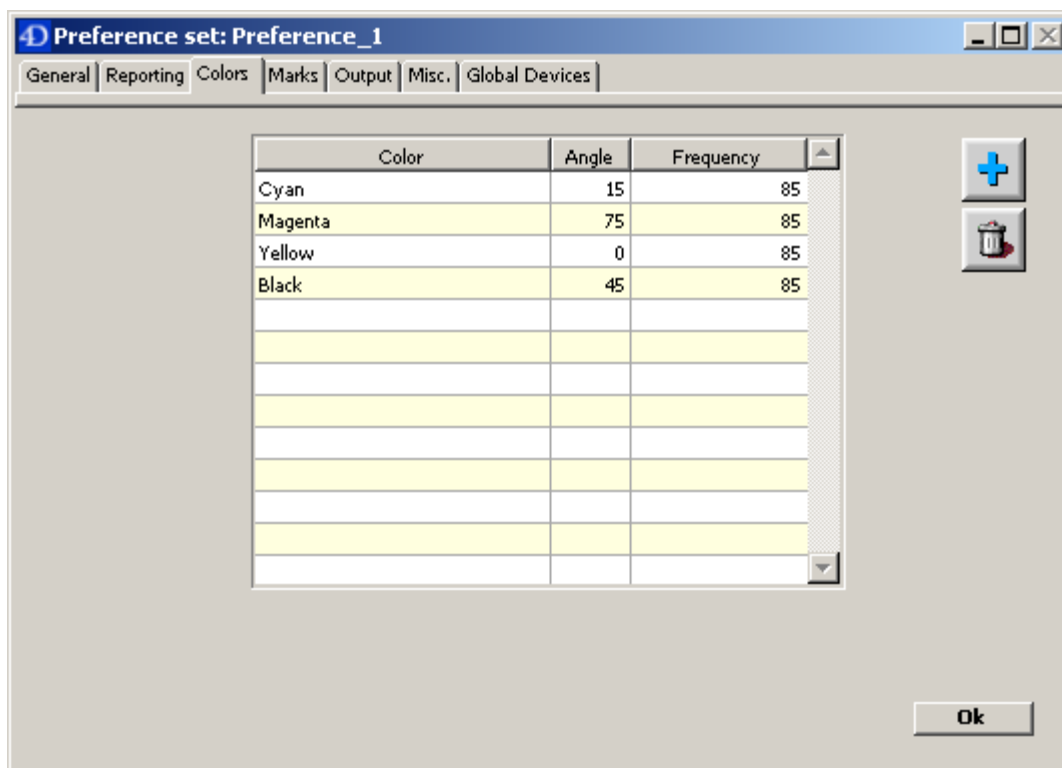 4D Preference set: Preference_1
General Reporting Colors Marks Output Misc. Global Devices
Color Angle Frequency
Cyan 15 85
Magenta 75 85
Yellow 0 85
Black 45 85
Ok